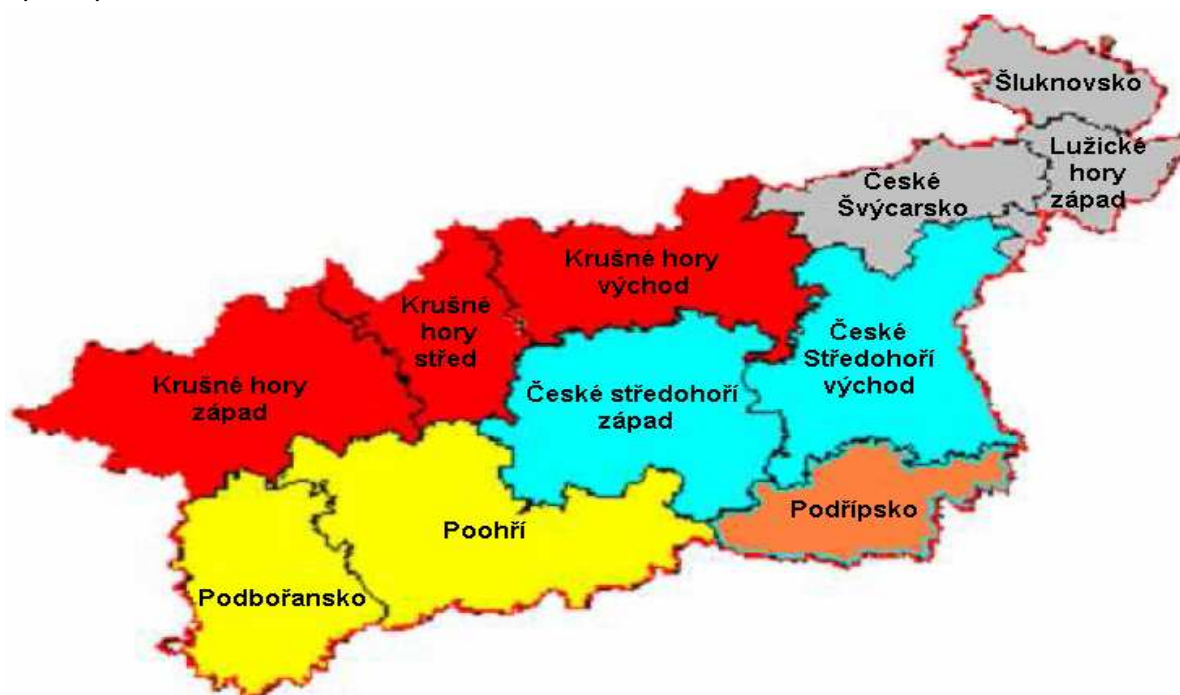 Šluknovsko
Lužické
hory
západ
České
Švýcarsko
Krušné hory
východ
Krušné
hory
střed
České
Středohoří
východ
Krušné hory
západ
České středohoří
západ
Podřípsko
Poohří
Podbořansko